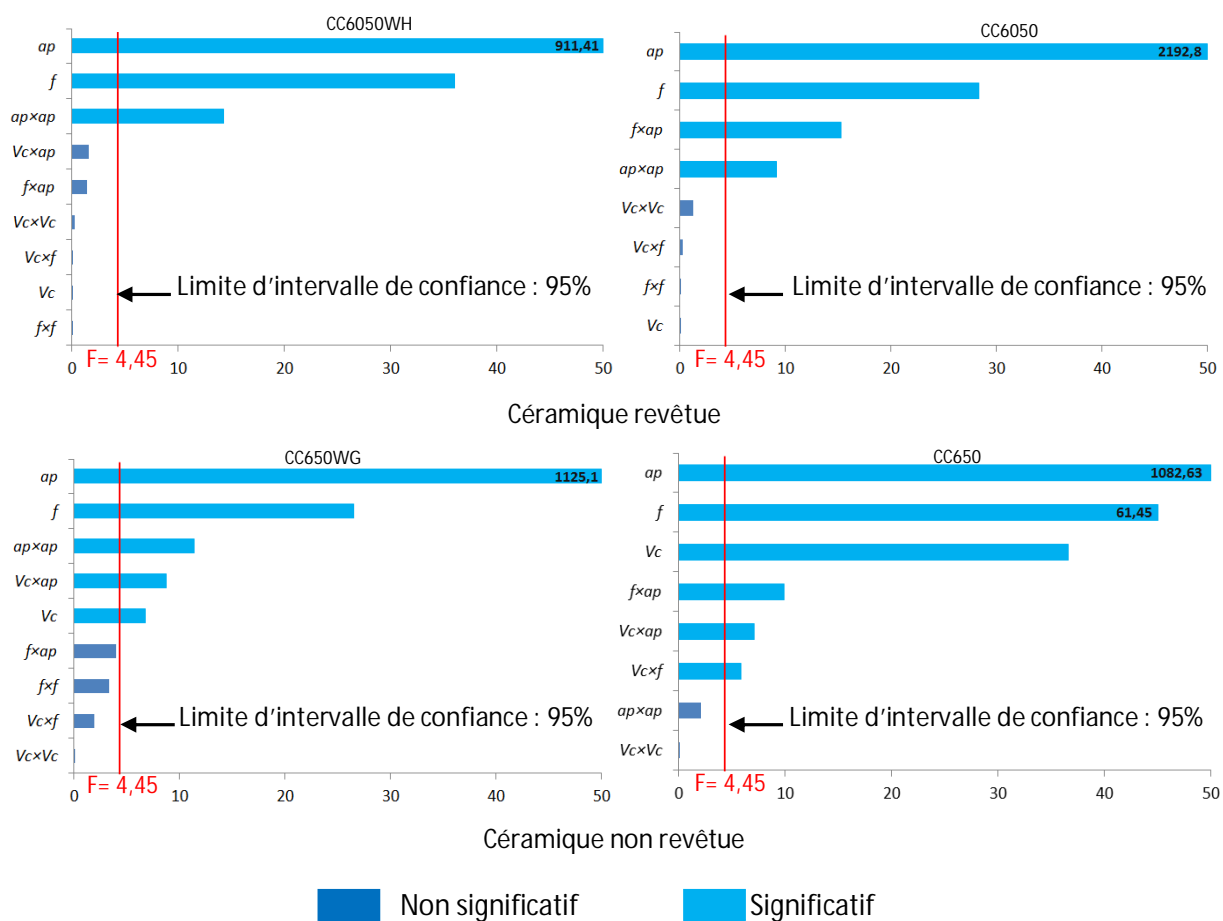 CC6050WH
ap
911,41
f
ap×ap
Vc×ap
f×ap
Vc×Vc
Vc×f
Vc
f×f
Limite d’intervalle de confiance : 95%
F= 4,45
0 10 20 30 40 50
CC6050
ap
2192,8
f
f×ap
ap×ap
Vc×Vc
Vc×f
f×f
Vc
Limite d’intervalle de confiance : 95%
F= 4,45
0 10 20 30 40 50
Céramique revêtue
CC650WG
ap
1125,1
f
ap×ap
Vc×ap
Vc
f×ap
f×f
Vc×f
Vc×Vc
Limite d’intervalle de confiance : 95%
F= 4,45
0 10 20 30 40 50
CC650
ap
1082,63
f
61,45
Vc
f×ap
Vc×ap
Vc×f
ap×ap
Vc×Vc
Limite d’intervalle de confiance : 95%
F= 4,45
0 10 20 30 40 50
Céramique non revêtue
Non significatif
Significatif